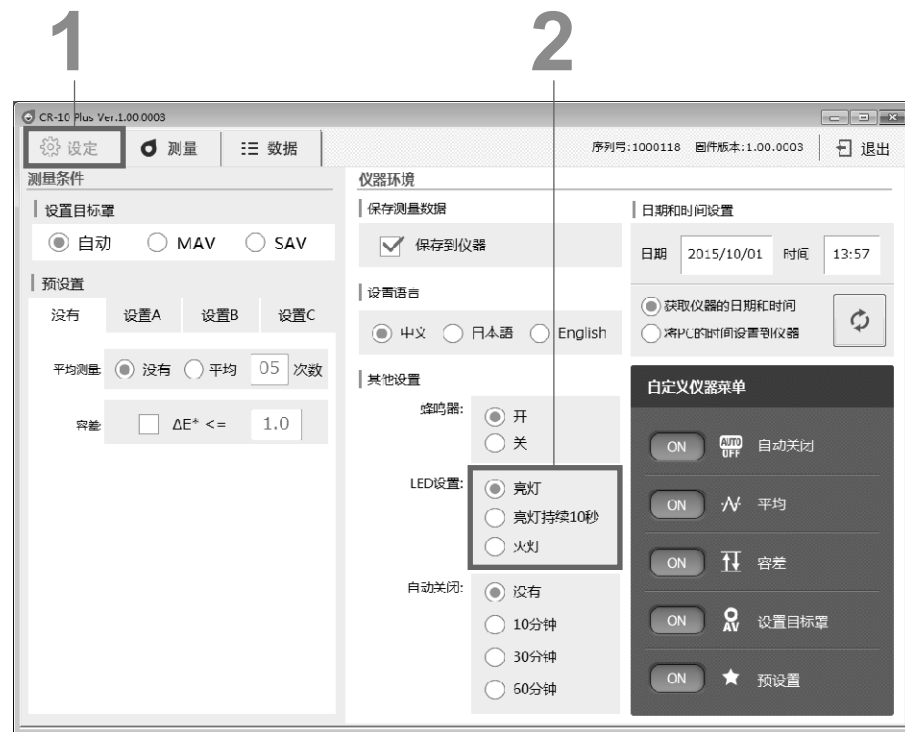 1
2
CR-10 Plus Ver.1.00.0003
设定
测量
数据
序列号:1000118 固件版本:1.00.0003
退出
测量条件
设置目标罩
自动 MAV SAV
预设置
没有 设置A 设置B 设置C
平均测量 没有 平均 05 次数
容差 ΔE* <= 1.0
仪器环境
保存测量数据
保存到仪器
设置语言
中文 日本語 English
其他设置
蜂鸣器: 开
关
LED设置: 亮灯
亮灯持续10秒
灭灯
自动关闭: 没有
10分钟
30分钟
60分钟
日期和时间设置
日期 2015/10/01 时间 13:57
获取仪器的日期和时间
将PC的时间设置到仪器
自定义仪器菜单
ON AUTO OFF 自动关闭
ON 平均
ON 容差
ON AV 设置目标罩
ON 预设置